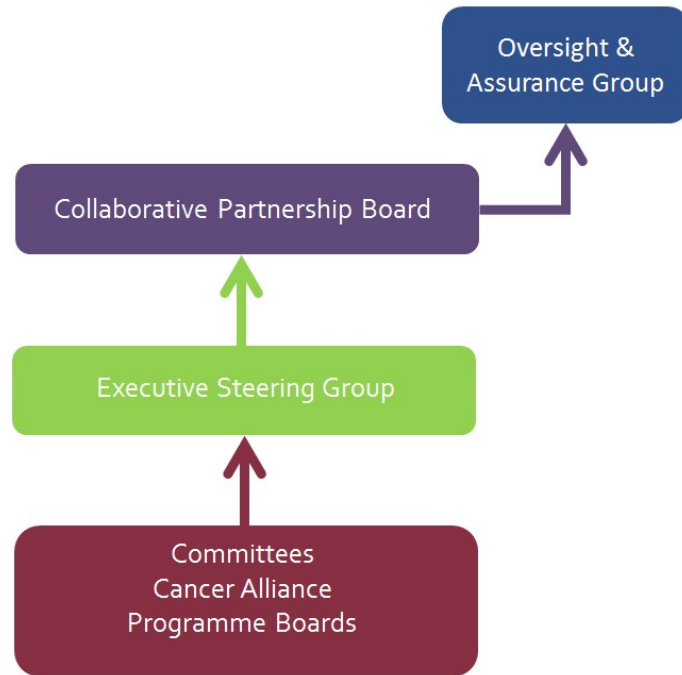 Oversight &
Assurance Group
Collaborative Partnership Board
Executive Steering Group
Committees
Cancer Alliance
Programme Boards